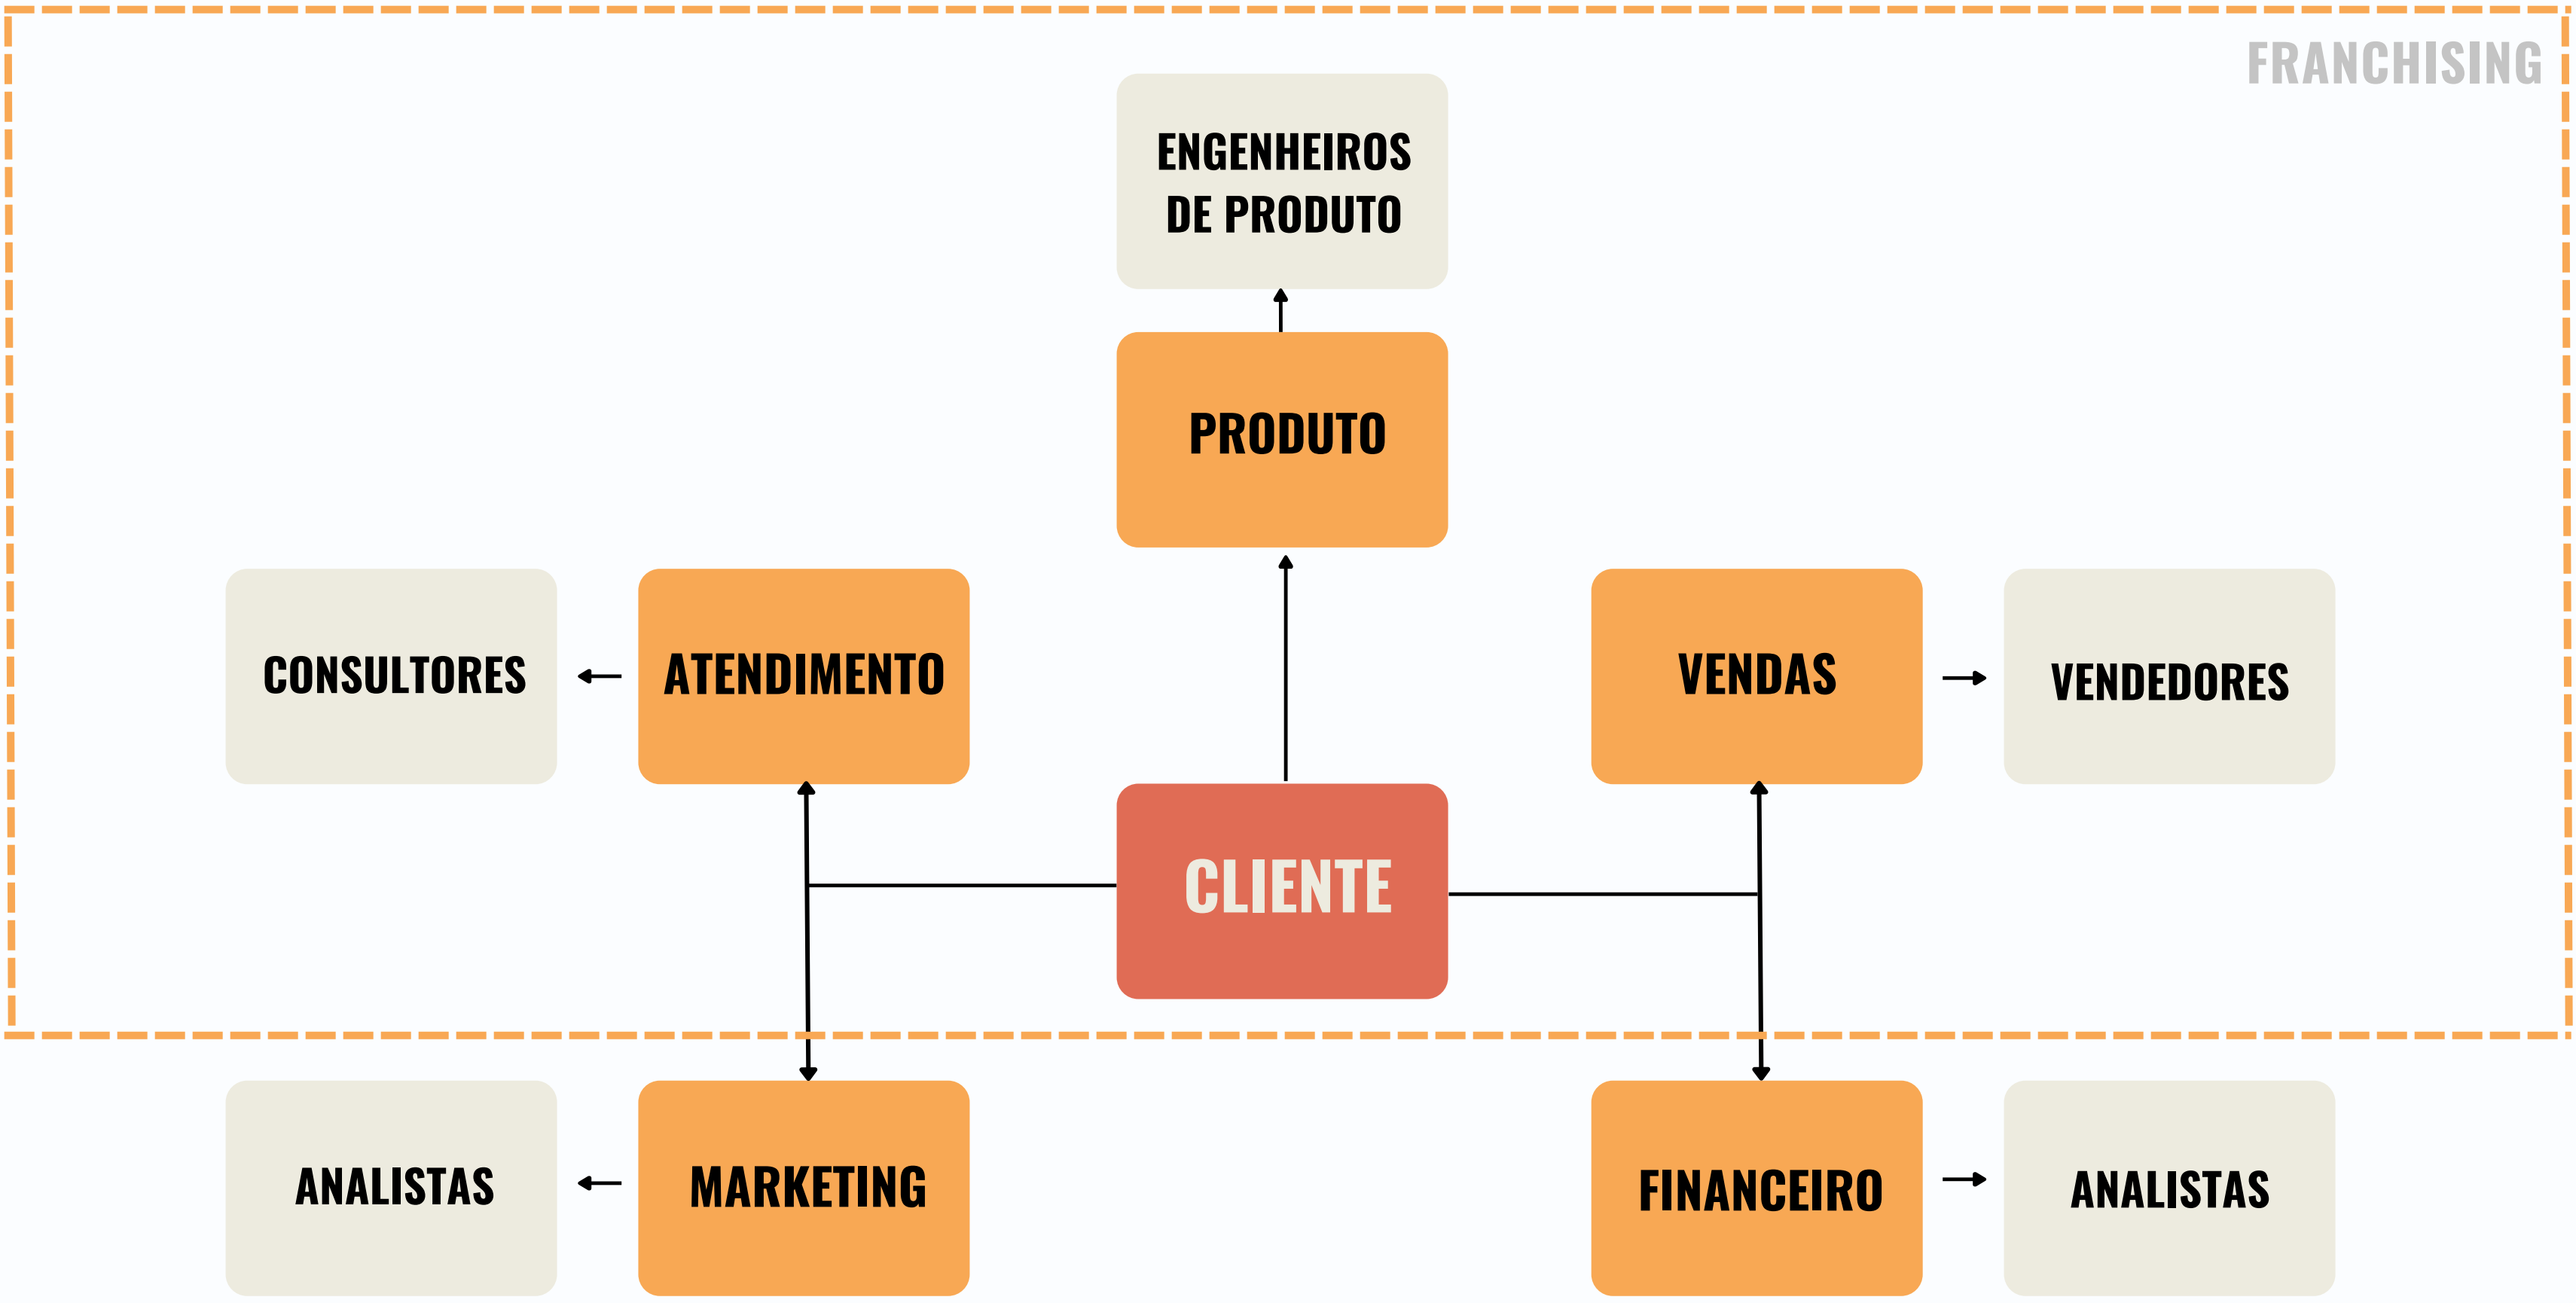 FRANCHISING
ENGENHEIROS
DE PRODUTO
PRODUTO
CONSULTORES
ATENDIMENTO
VENDAS
VENDEDORES
CLIENTE
ANALISTAS
MARKETING
FINANCEIRO
ANALISTAS